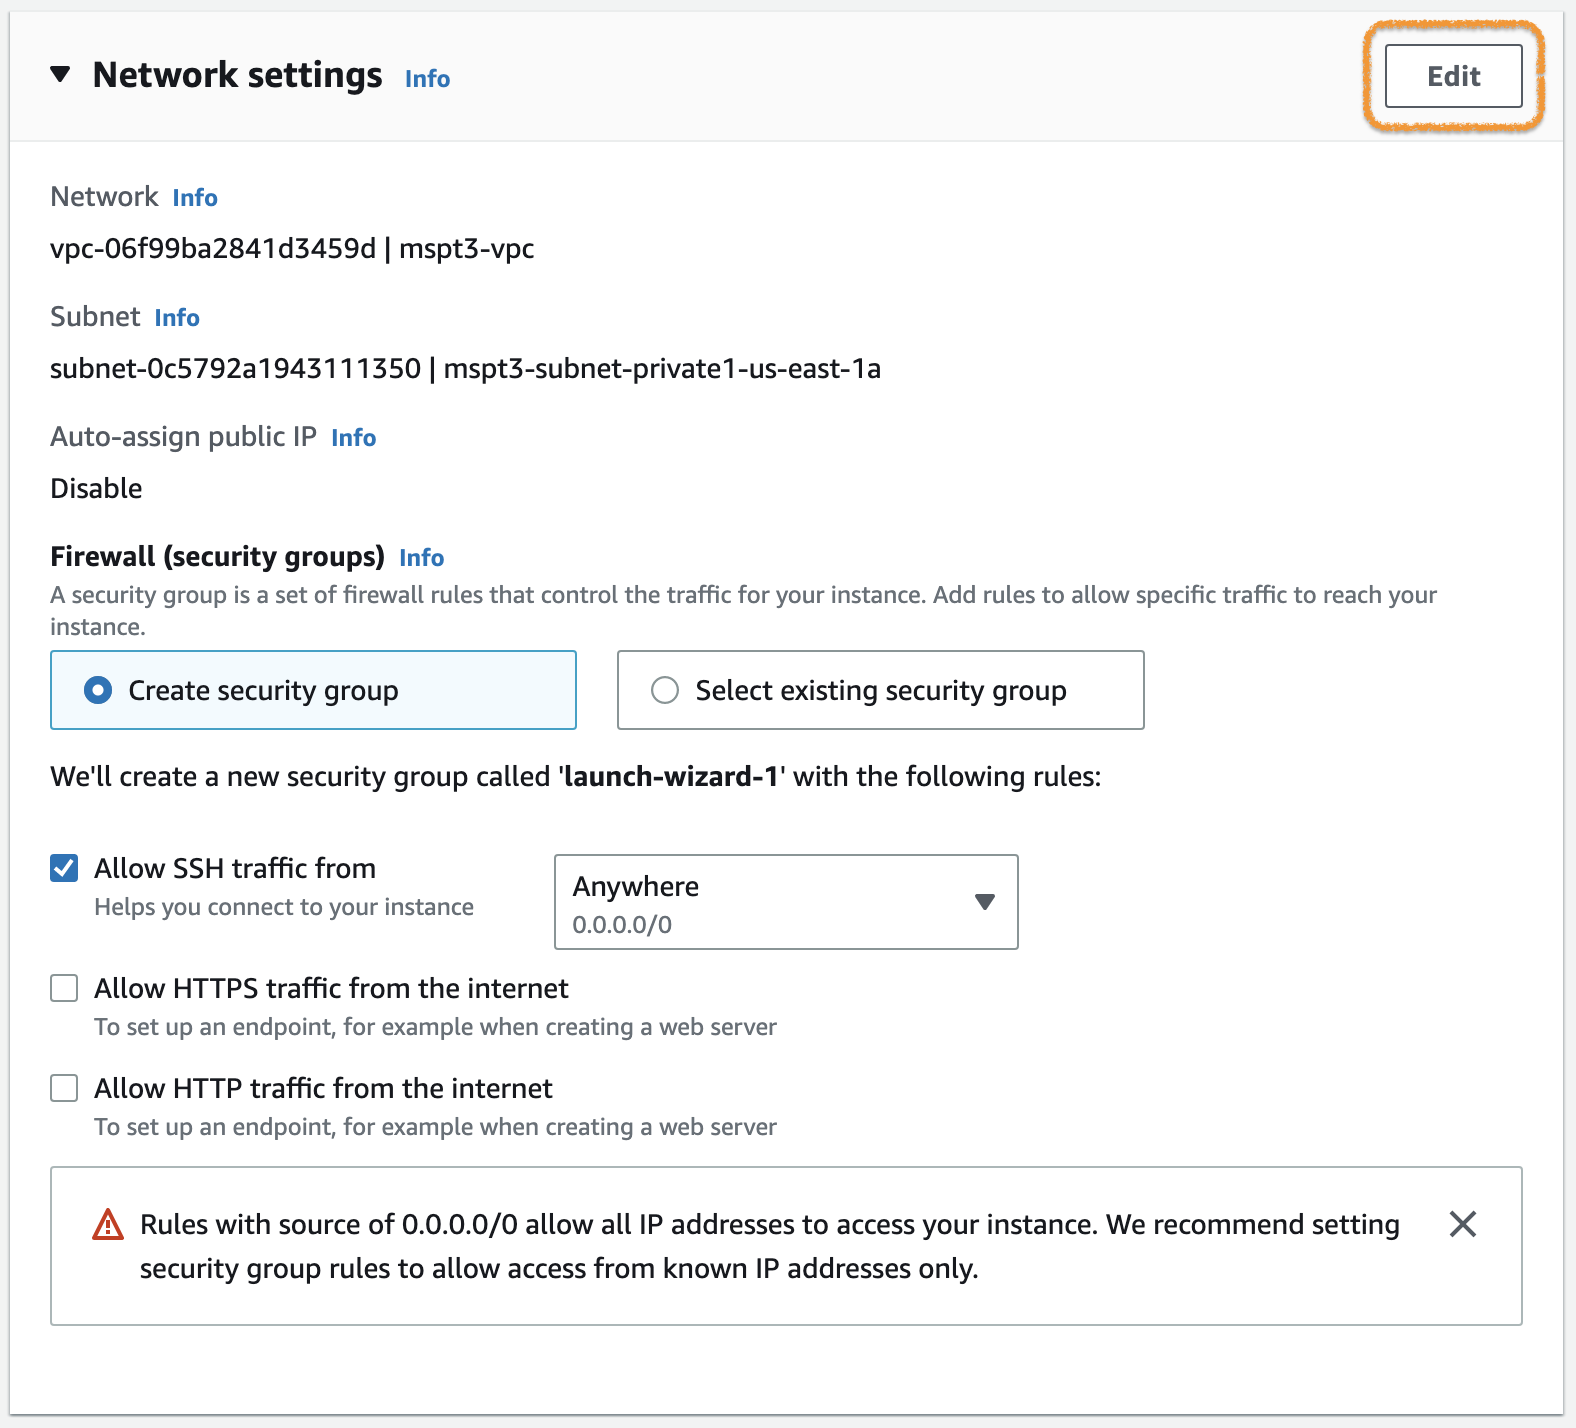 Network settings Info
Edit
Network Info
vpc-06f99ba2841d3459d | mspt3-vpc
Subnet Info
subnet-0c5792a1943111350 | mspt3-subnet-private1-us-east-1a
Auto-assign public IP Info
Disable
Firewall (security groups) Info
A security group is a set of firewall rules that control the traffic for your instance. Add rules to allow specific traffic to reach your
instance.
Create security group
Select existing security group
We'll create a new security group called 'launch-wizard-1' with the following rules:
Allow SSH traffic from
Helps you connect to your instance
Anywhere
0.0.0.0/0
Allow HTTPS traffic from the internet
To set up an endpoint, for example when creating a web server
Allow HTTP traffic from the internet
To set up an endpoint, for example when creating a web server
Rules with source of 0.0.0.0/0 allow all IP addresses to access your instance. We recommend setting
security group rules to allow access from known IP addresses only.